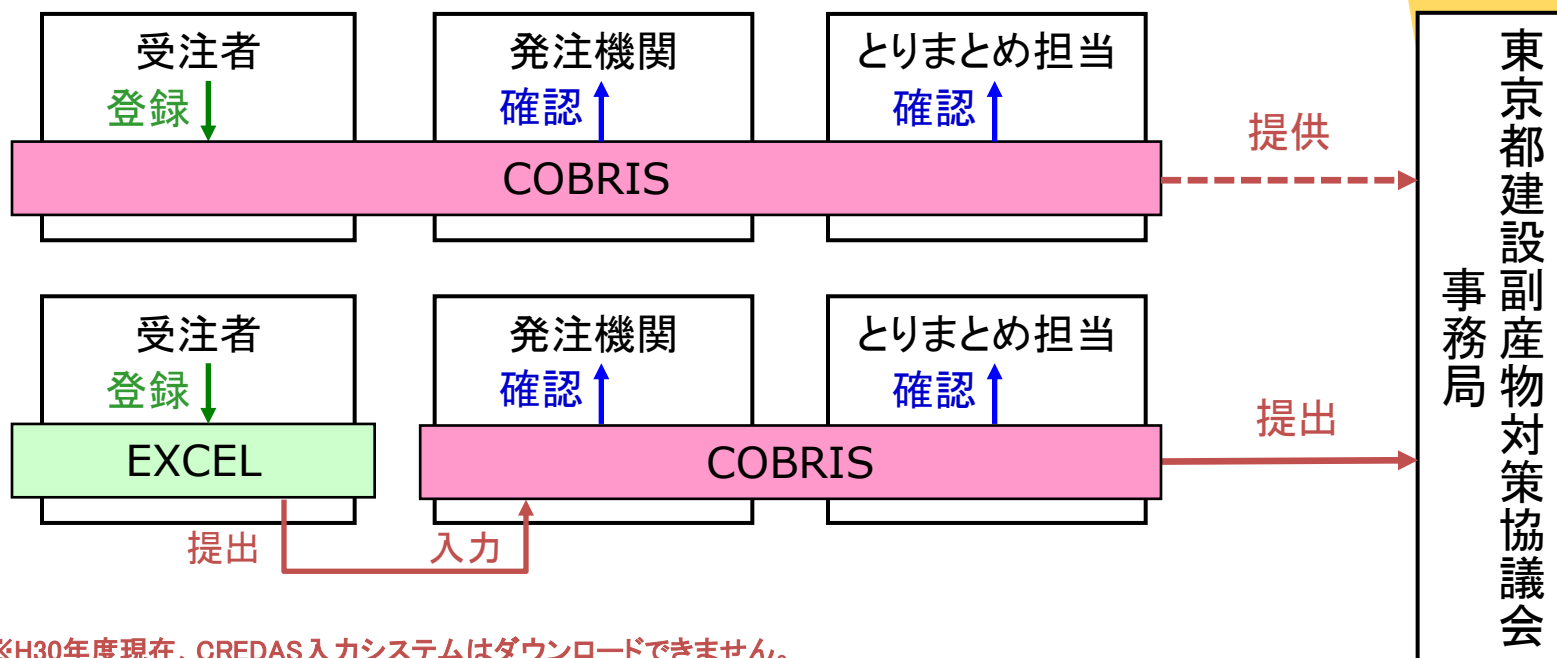 受注者
登録
発注機関
確認
とりまとめ担当
確認
COBRIS
提供
受注者
登録
発注機関
確認
とりまとめ担当
確認
EXCEL
COBRIS
提出
提出
入力
東京都建設副産物対策協議会
事務局
※H30年度現在、CREDAS入力システムはダウンロードできません。